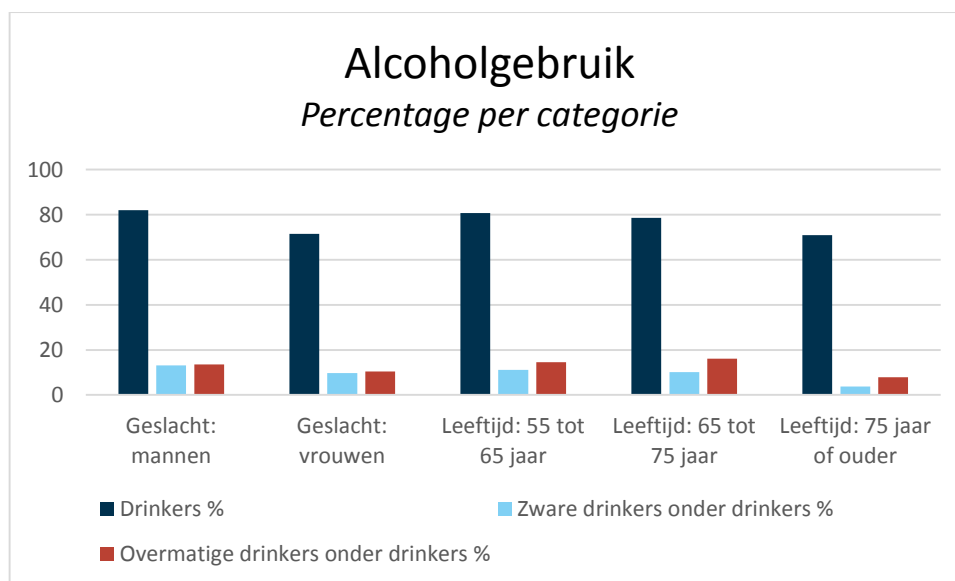 Alcoholgebruik
Percentage per categorie
100
80
60
40
20
0
Geslacht:
mannen
Geslacht:
vrouwen
Leeftijd: 55 tot
65 jaar
Leeftijd: 65 tot
75 jaar
Leeftijd: 75 jaar
of ouder
Drinkers %
Zware drinkers onder drinkers %
Overmatige drinkers onder drinkers %